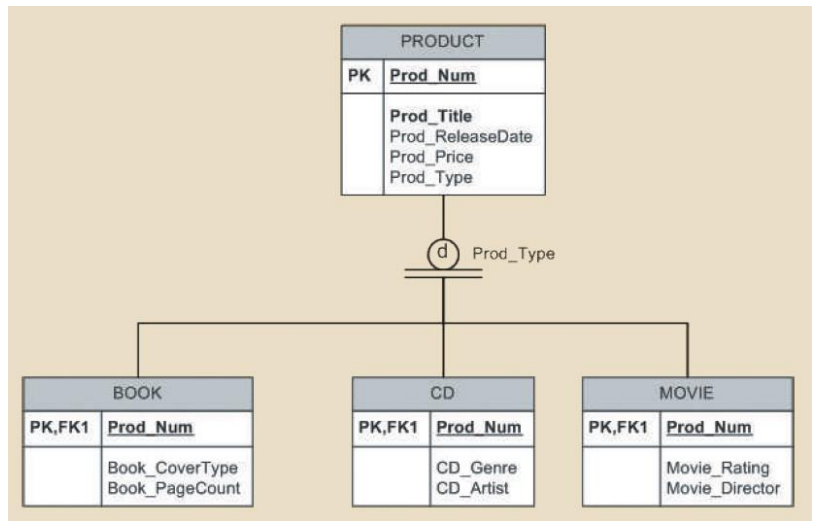 PRODUCT
PK Prod_Num
Prod_Title
Prod_ReleaseDate
Prod_Price
Prod_Type
d Prod_Type
BOOK
PK,FK1 Prod_Num
Book_CoverType
Book_PageCount
CD
PK,FK1 Prod_Num
CD_Genre
CD_Artist
MOVIE
PK,FK1 Prod_Num
Movie_Rating
Movie_Director